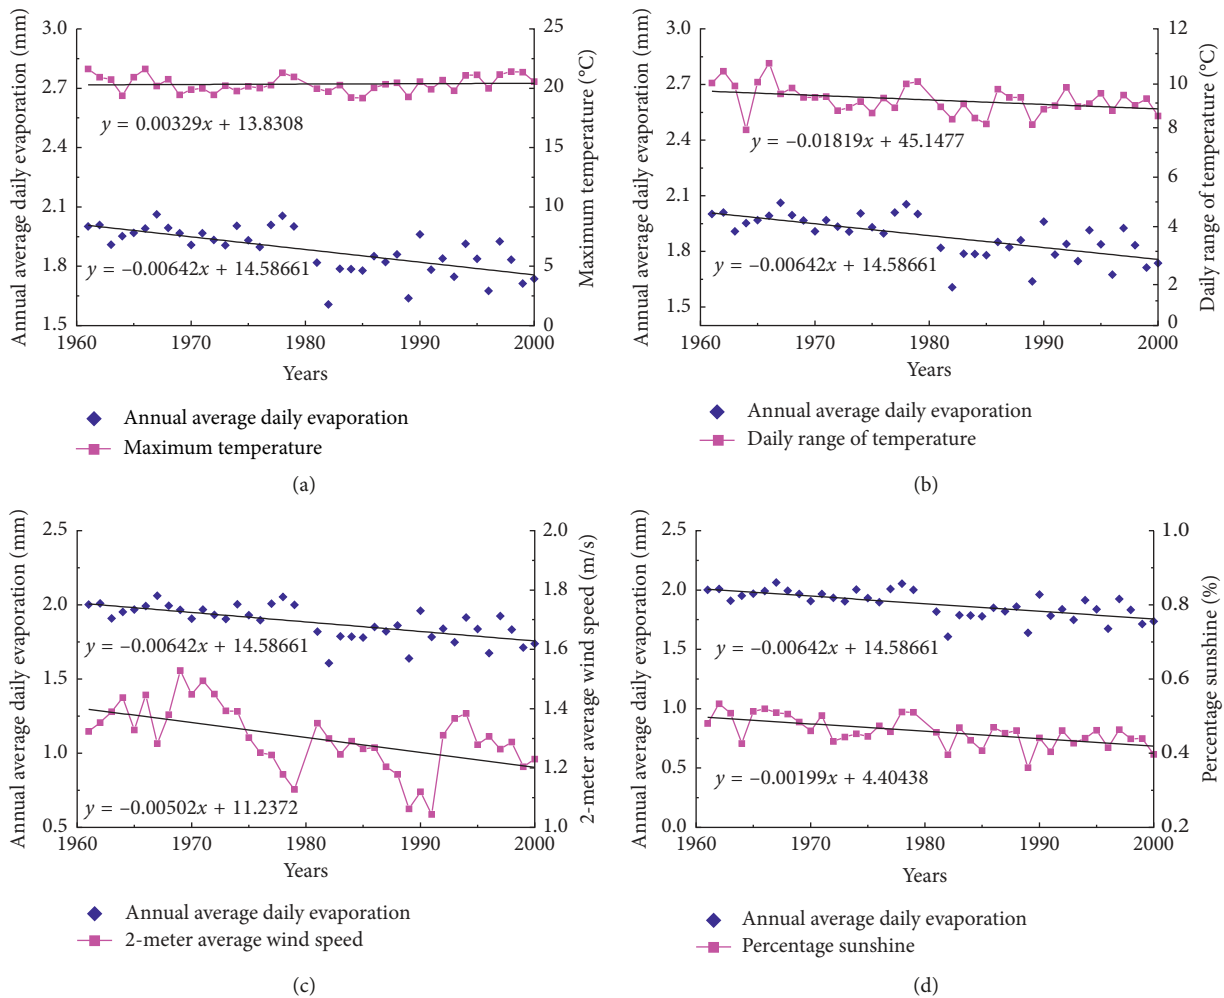 3.0
2.7
2.4
2.1
1.8
1.5
Annual average daily evaporation (mm)
25
20
15
10
5
0
Maximum temperature (°C)
y = 0.00329x + 13.8308
y = –0.00642x + 14.58661
1960 1970 1980 1990 2000
Years
Annual average daily evaporation
Maximum temperature
(a)
3.0
2.7
2.4
2.1
1.8
1.5
Annual average daily evaporation (mm)
12
10
8
6
4
2
0
Daily range of temperature (°C)
y = –0.01819x + 45.1477
y = –0.00642x + 14.58661
1960 1970 1980 1990 2000
Years
Annual average daily evaporation
Daily range of temperature
(b)
2.5
2.0
1.5
1.0
0.5
Annual average daily evaporation (mm)
2.0
1.8
1.6
1.4
1.2
1.0
2-meter average wind speed (m/s)
y = –0.00642x + 14.58661
y = –0.00502x + 11.2372
1960 1970 1980 1990 2000
Years
Annual average daily evaporation
2-meter average wind speed
(c)
2.5
2.0
1.5
1.0
0.5
0.0
Annual average daily evaporation (mm)
1.0
0.8
0.6
0.4
0.2
Percentage sunshine (%)
y = –0.00642x + 14.58661
y = –0.00199x + 4.40438
1960 1970 1980 1990 2000
Years
Annual average daily evaporation
Percentage sunshine
(d)